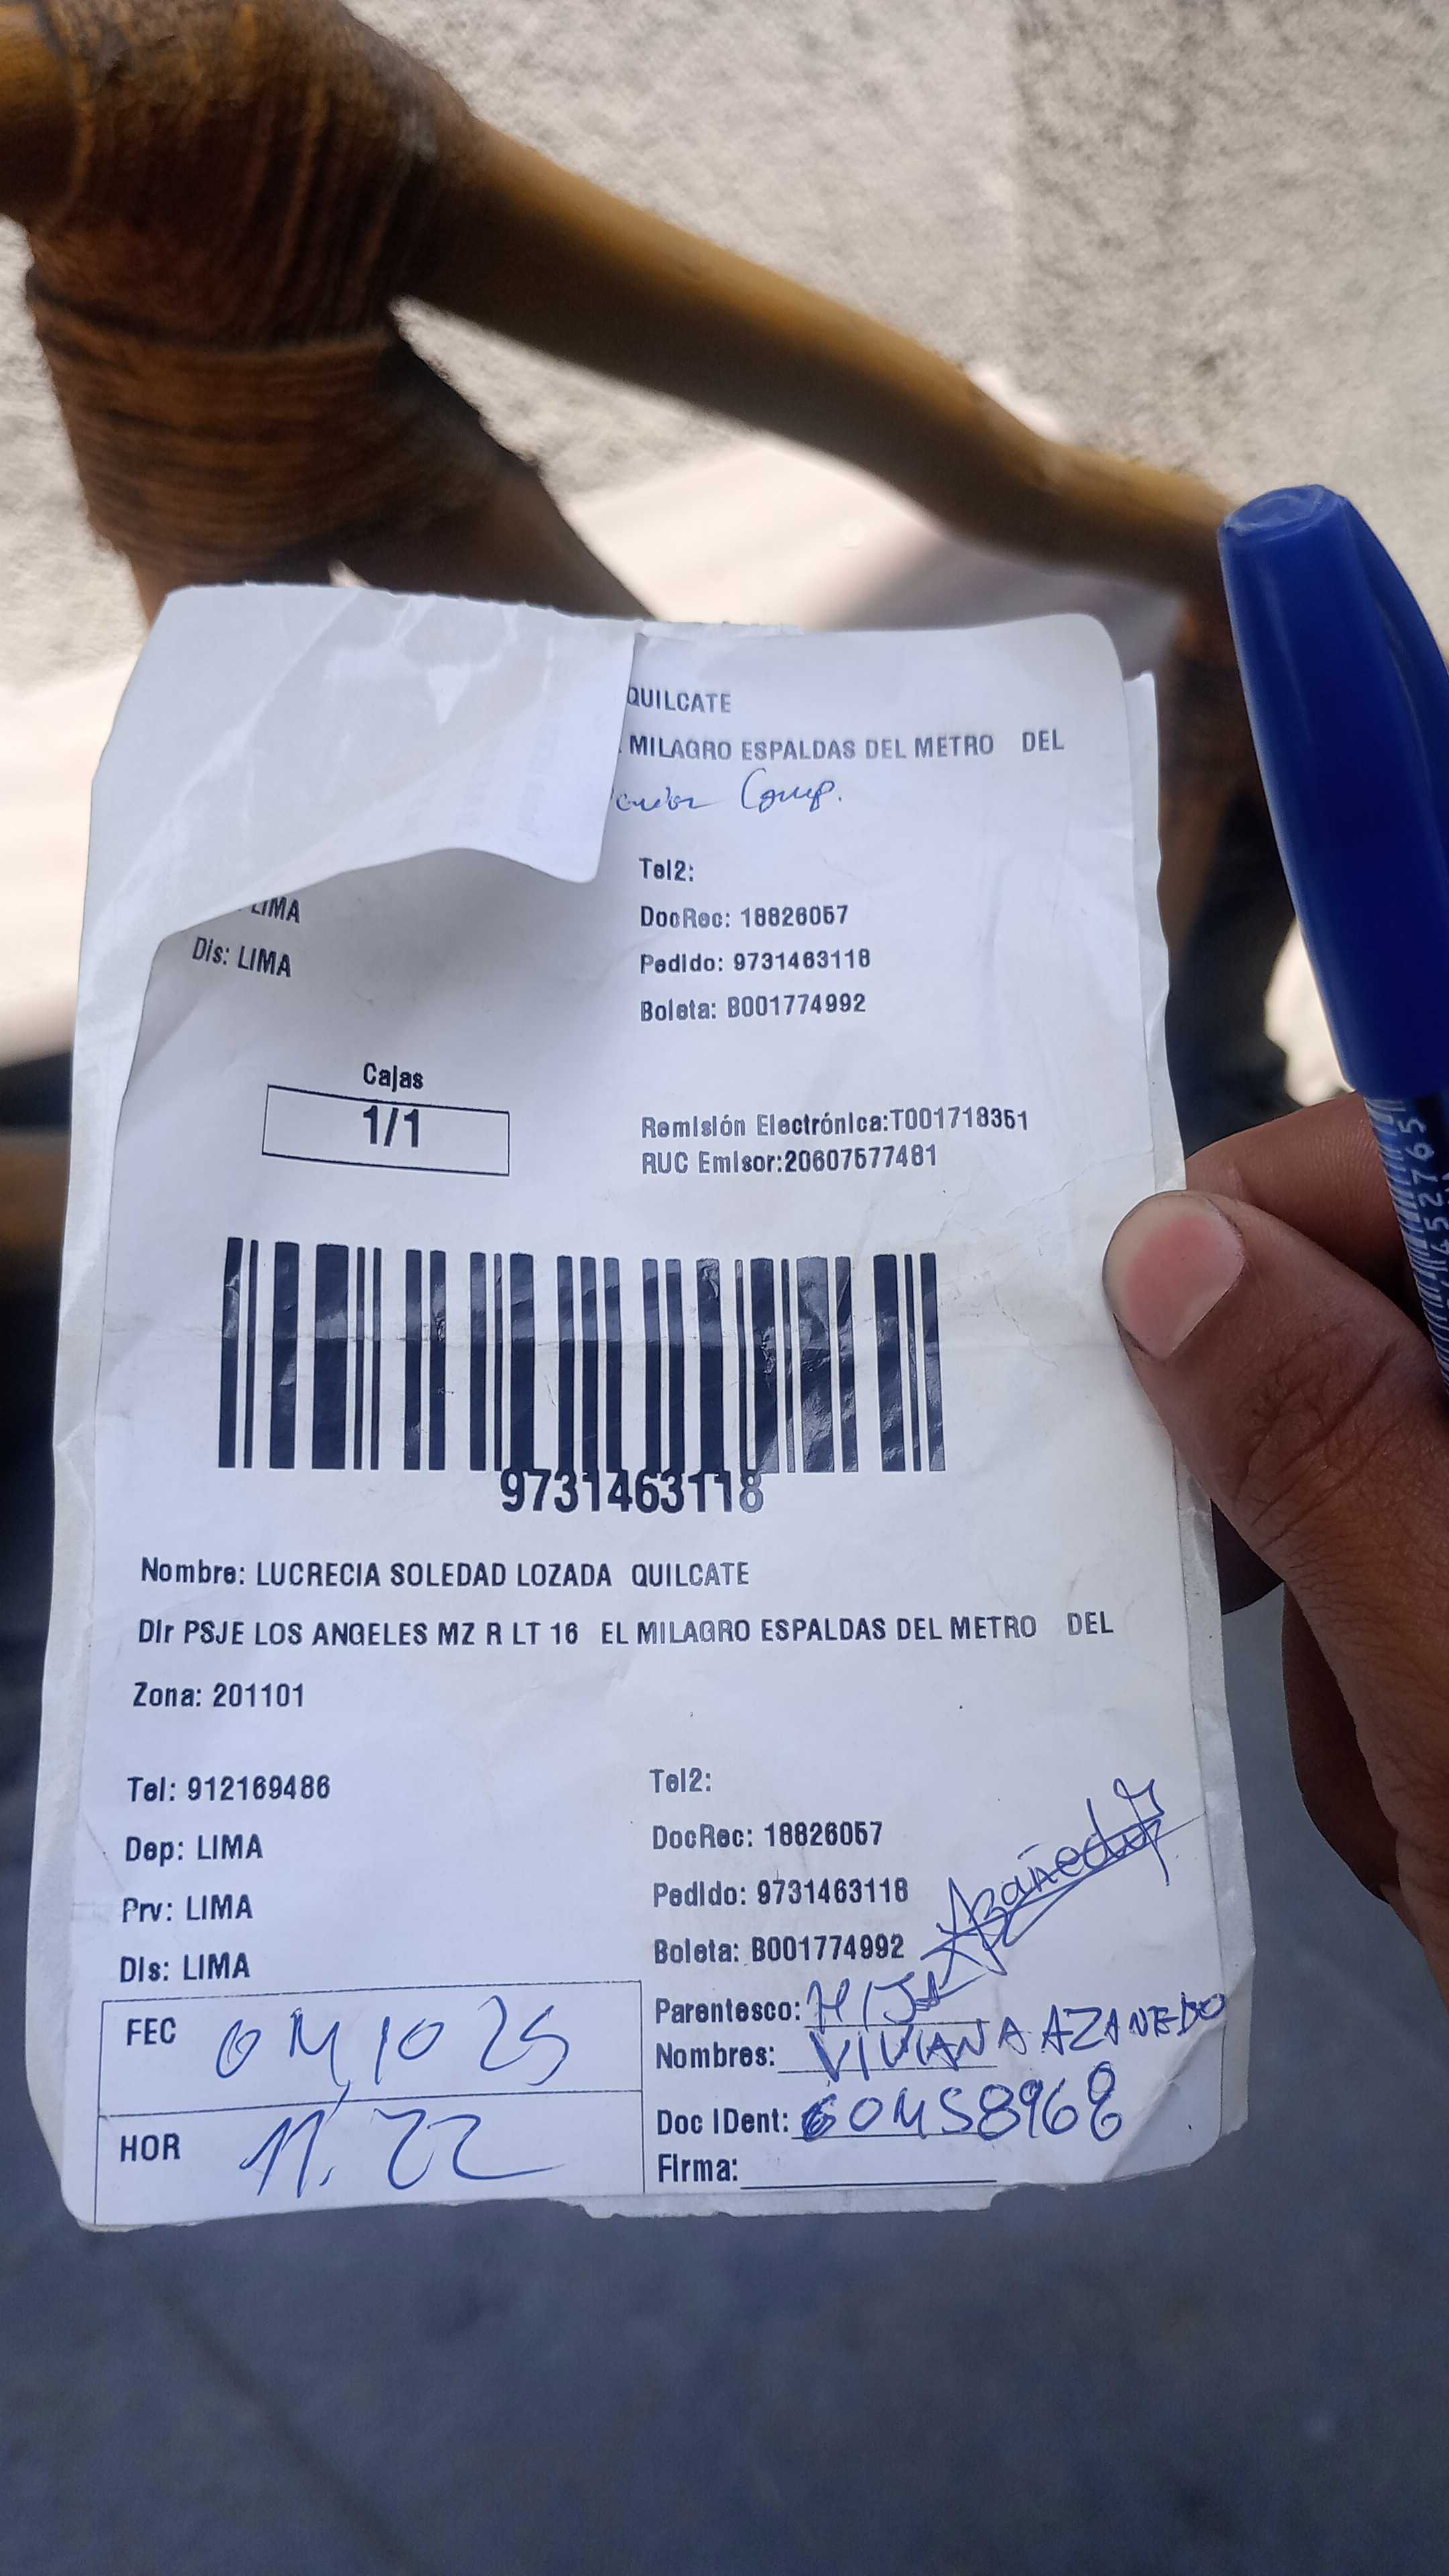 QUILCATE
MILAGRO ESPALDAS DEL METRO DEL
Comp.
Tel2:
LIMA
DocRec: 18826057
Dis: LIMA
Pedido: 9731463118
Boleta: B001774992
Cajas
1/1
Remisión Electrónica:T001718351
RUC Emisor:20607577481
9731463118
Nombre: LUCRECIA SOLEDAD LOZADA QUILCATE
Dir PSJE LOS ANGELES MZ R LT 16 EL MILAGRO ESPALDAS DEL METRO DEL
Zona: 201101
Tel: 912169486
Tel2:
Dep: LIMA
DocRec: 18826057
Prv: LIMA
Pedido: 9731463118
Dis: LIMA
Boleta: B001774992
Azañedo
Parentesco: HIJA
FEC 04 10 25
Nombres: VIVIANA AZANEDO
Doc IDent: 60458968
HOR 11:22
Firma:
452765